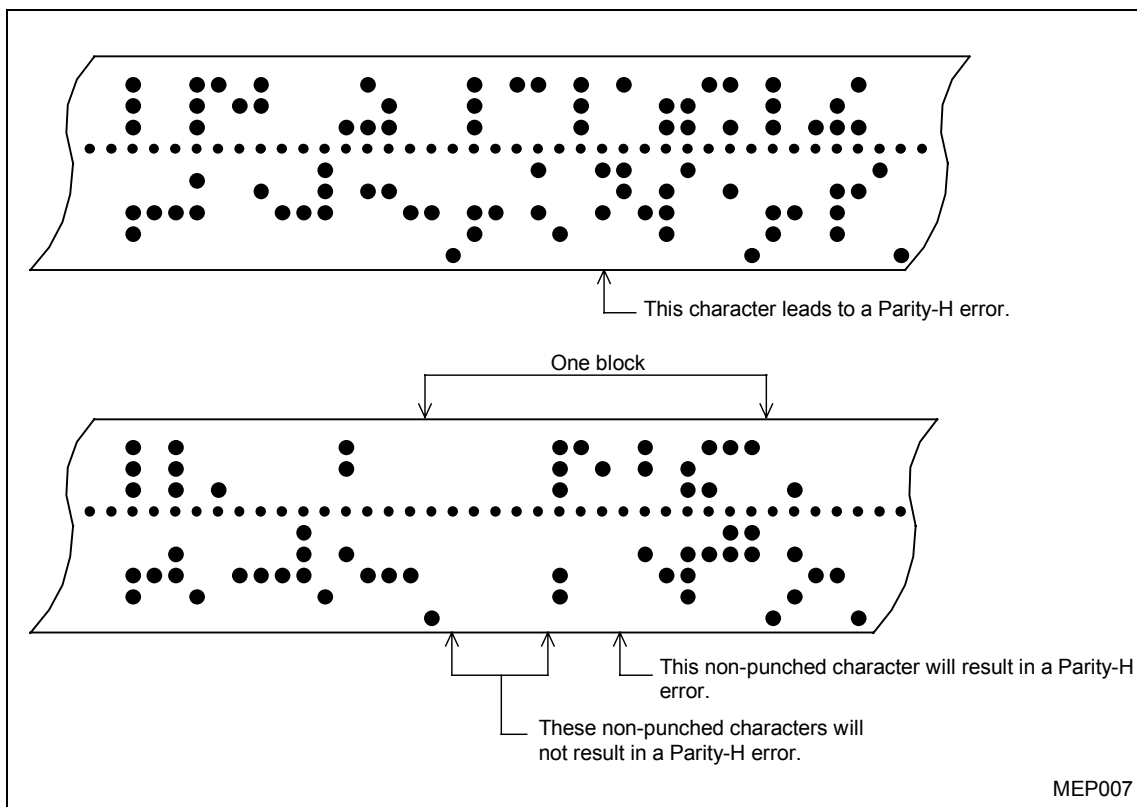 This character leads to a Parity-H error.
One block
This non-punched character will result in a Parity-H
error.
These non-punched characters will
not result in a Parity-H error.
MEP007